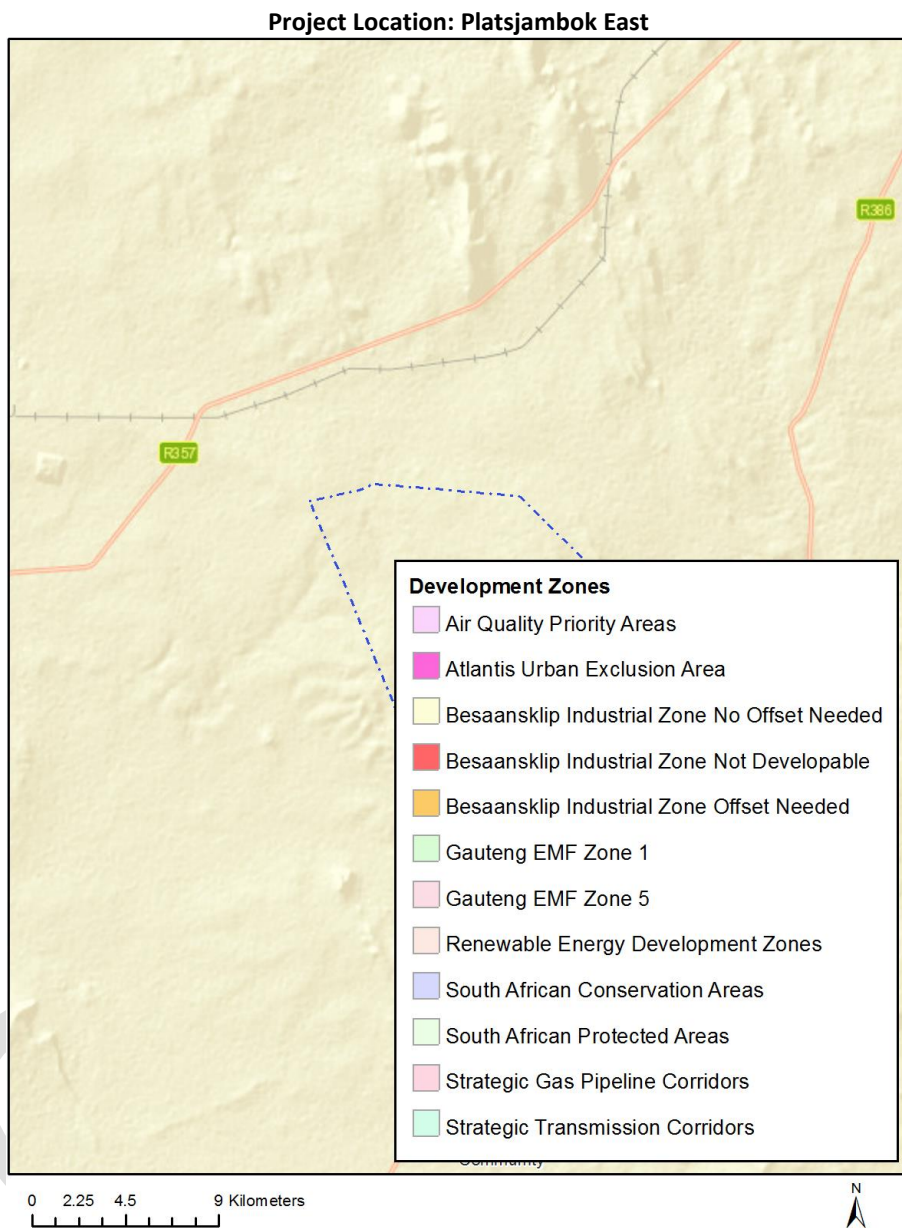 Project Location: Platsjambok East
R386
R357
Development Zones
Air Quality Priority Areas
Atlantis Urban Exclusion Area
Besaansklip Industrial Zone No Offset Needed
Besaansklip Industrial Zone Not Developable
Besaansklip Industrial Zone Offset Needed
Gauteng EMF Zone 1
Gauteng EMF Zone 5
Renewable Energy Development Zones
South African Conservation Areas
South African Protected Areas
Strategic Gas Pipeline Corridors
Strategic Transmission Corridors
Community
0 2.25 4.5 9 Kilometers
N